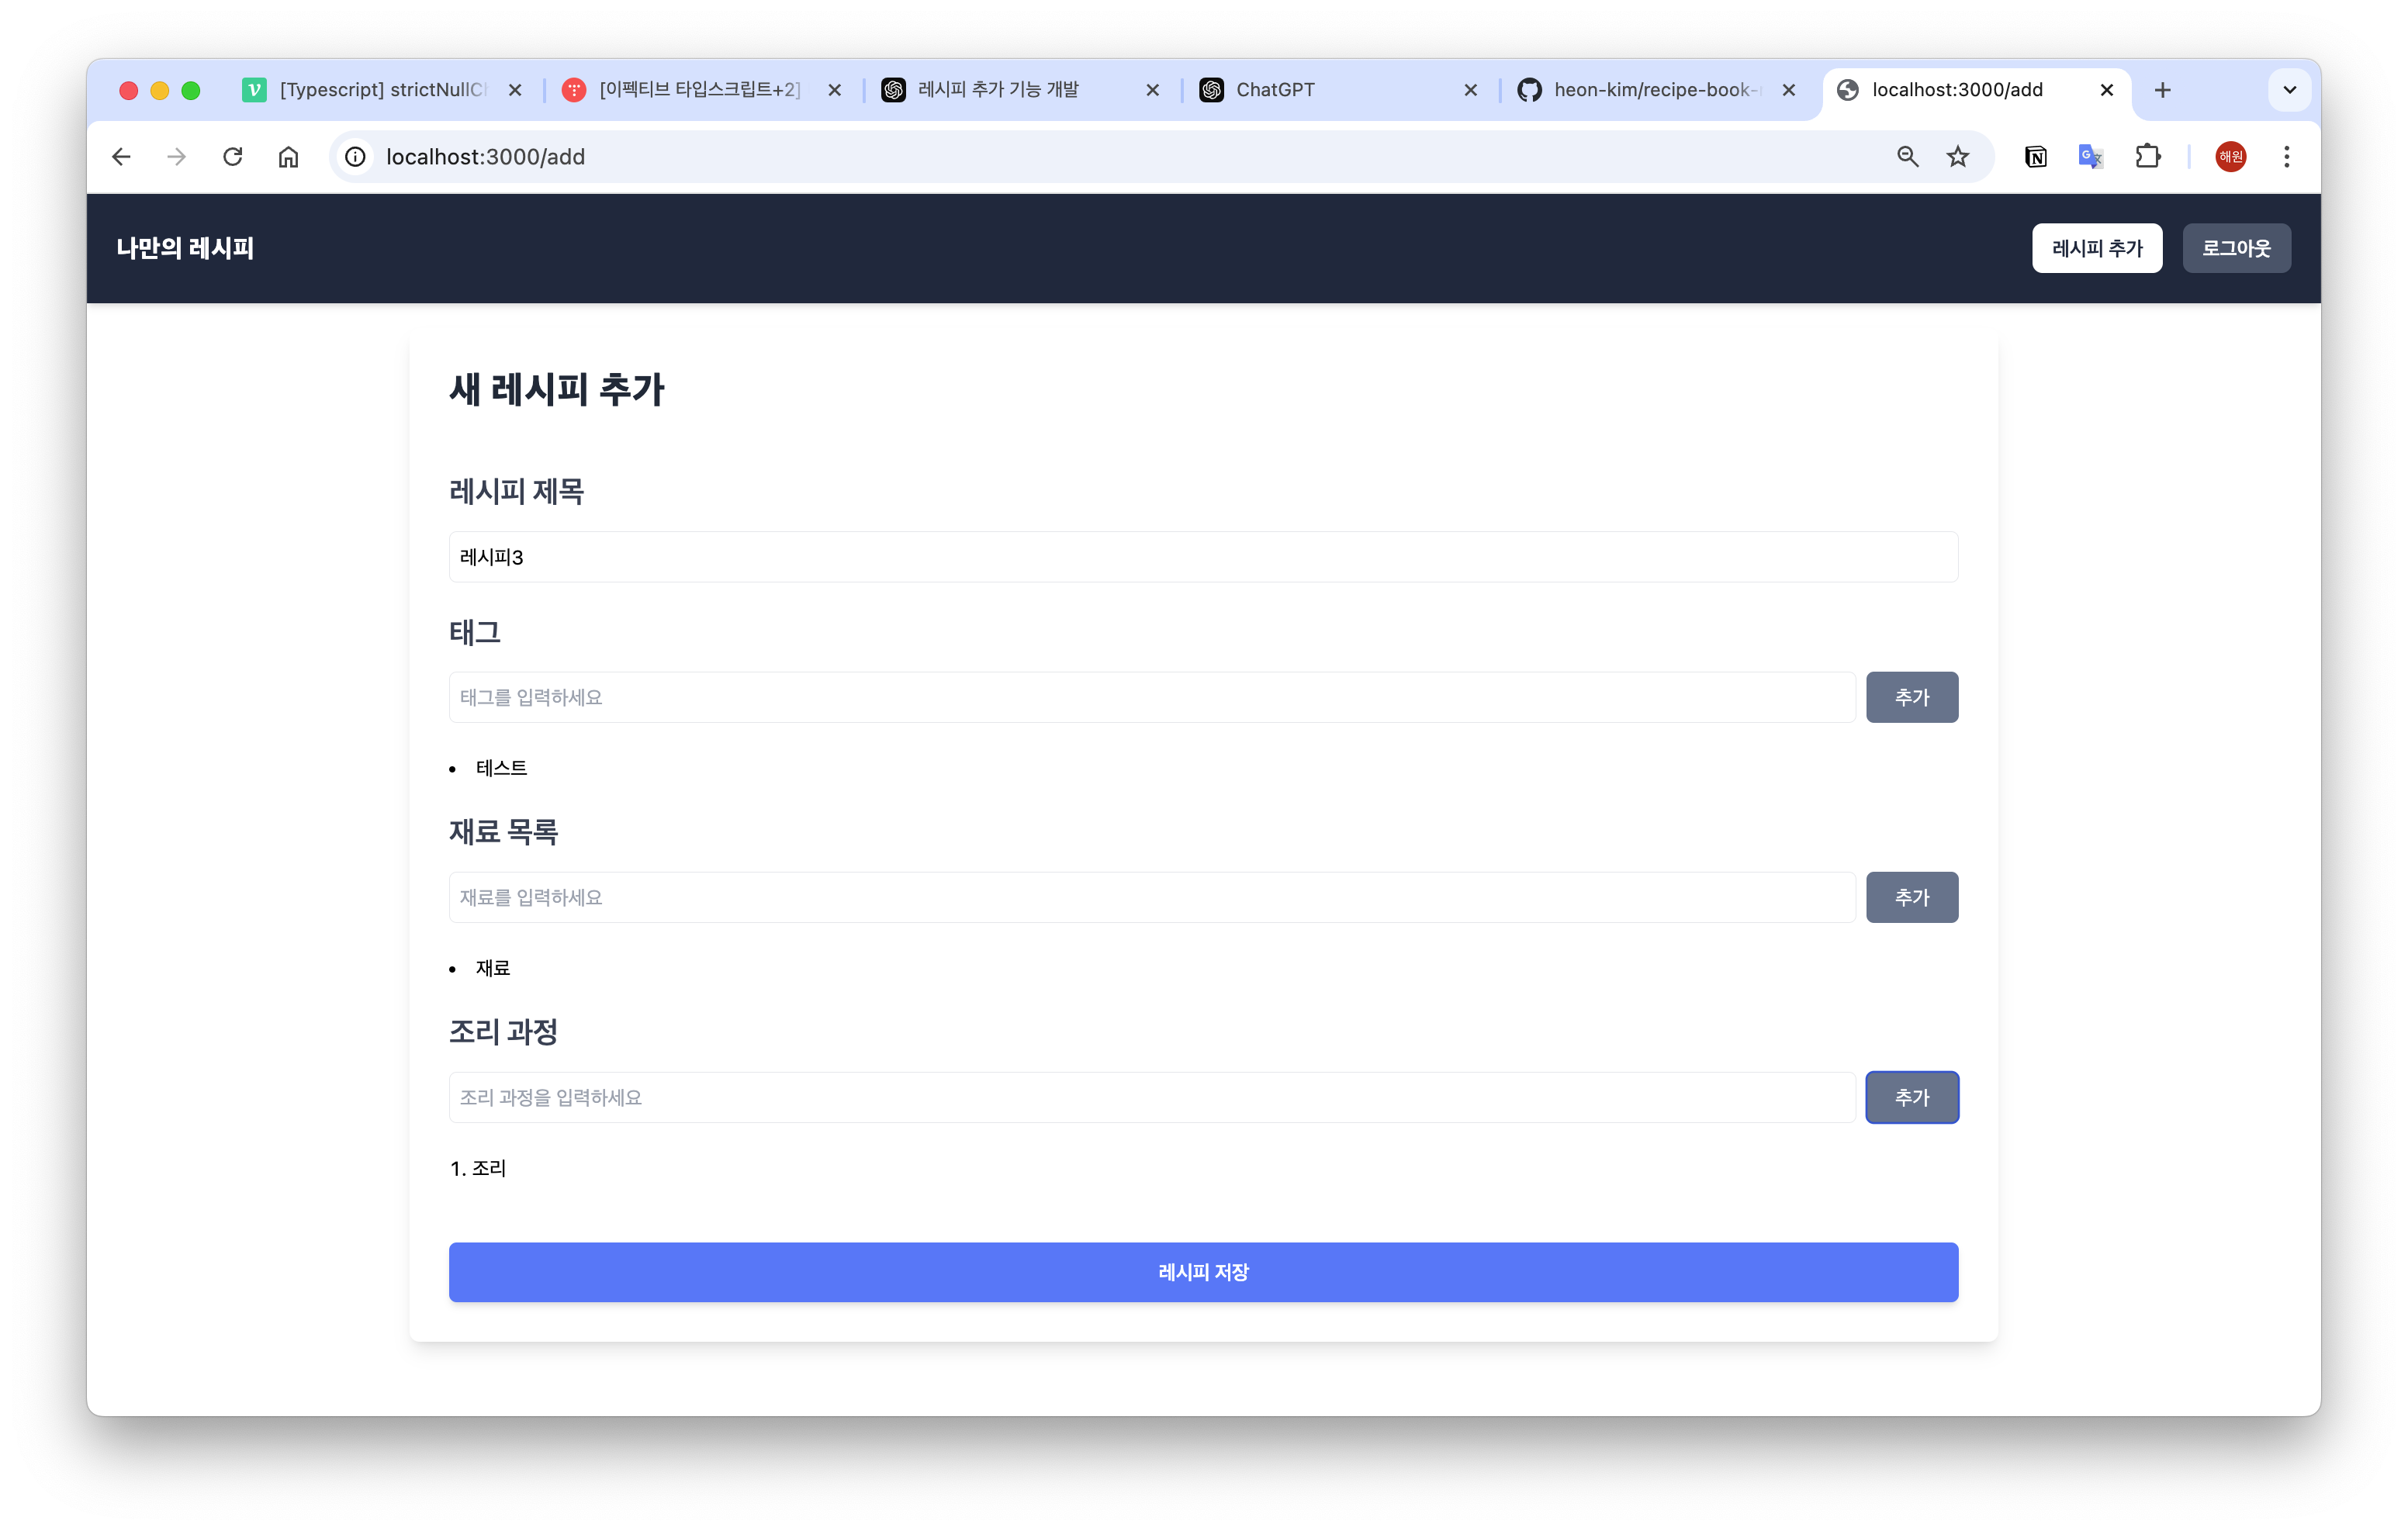 [Typescript] strictNullCh
[이펙티브 타입스크립트+2]
레시피 추가 기능 개발
ChatGPT
heon-kim/recipe-book-
localhost:3000/add
localhost:3000/add
해원
나만의 레시피
레시피 추가
로그아웃
새 레시피 추가
레시피 제목
레시피3
태그
태그를 입력하세요
추가
• 테스트
재료 목록
재료를 입력하세요
추가
• 재료
조리 과정
조리 과정을 입력하세요
추가
1. 조리
레시피 저장